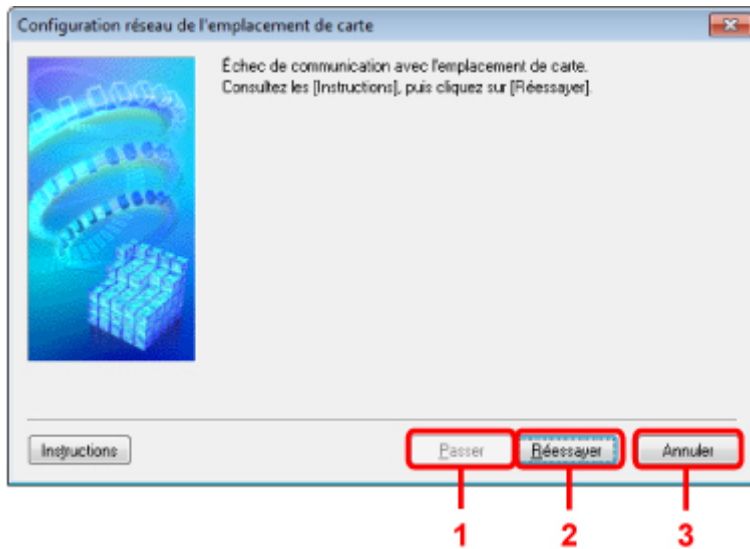 Configuration réseau de l'emplacement de carte
Échec de communication avec l'emplacement de carte.
Consultez les [Instructions], puis cliquez sur [Réessayer].
Instructions
Passer
Réessayer
Annuler
1
2
3